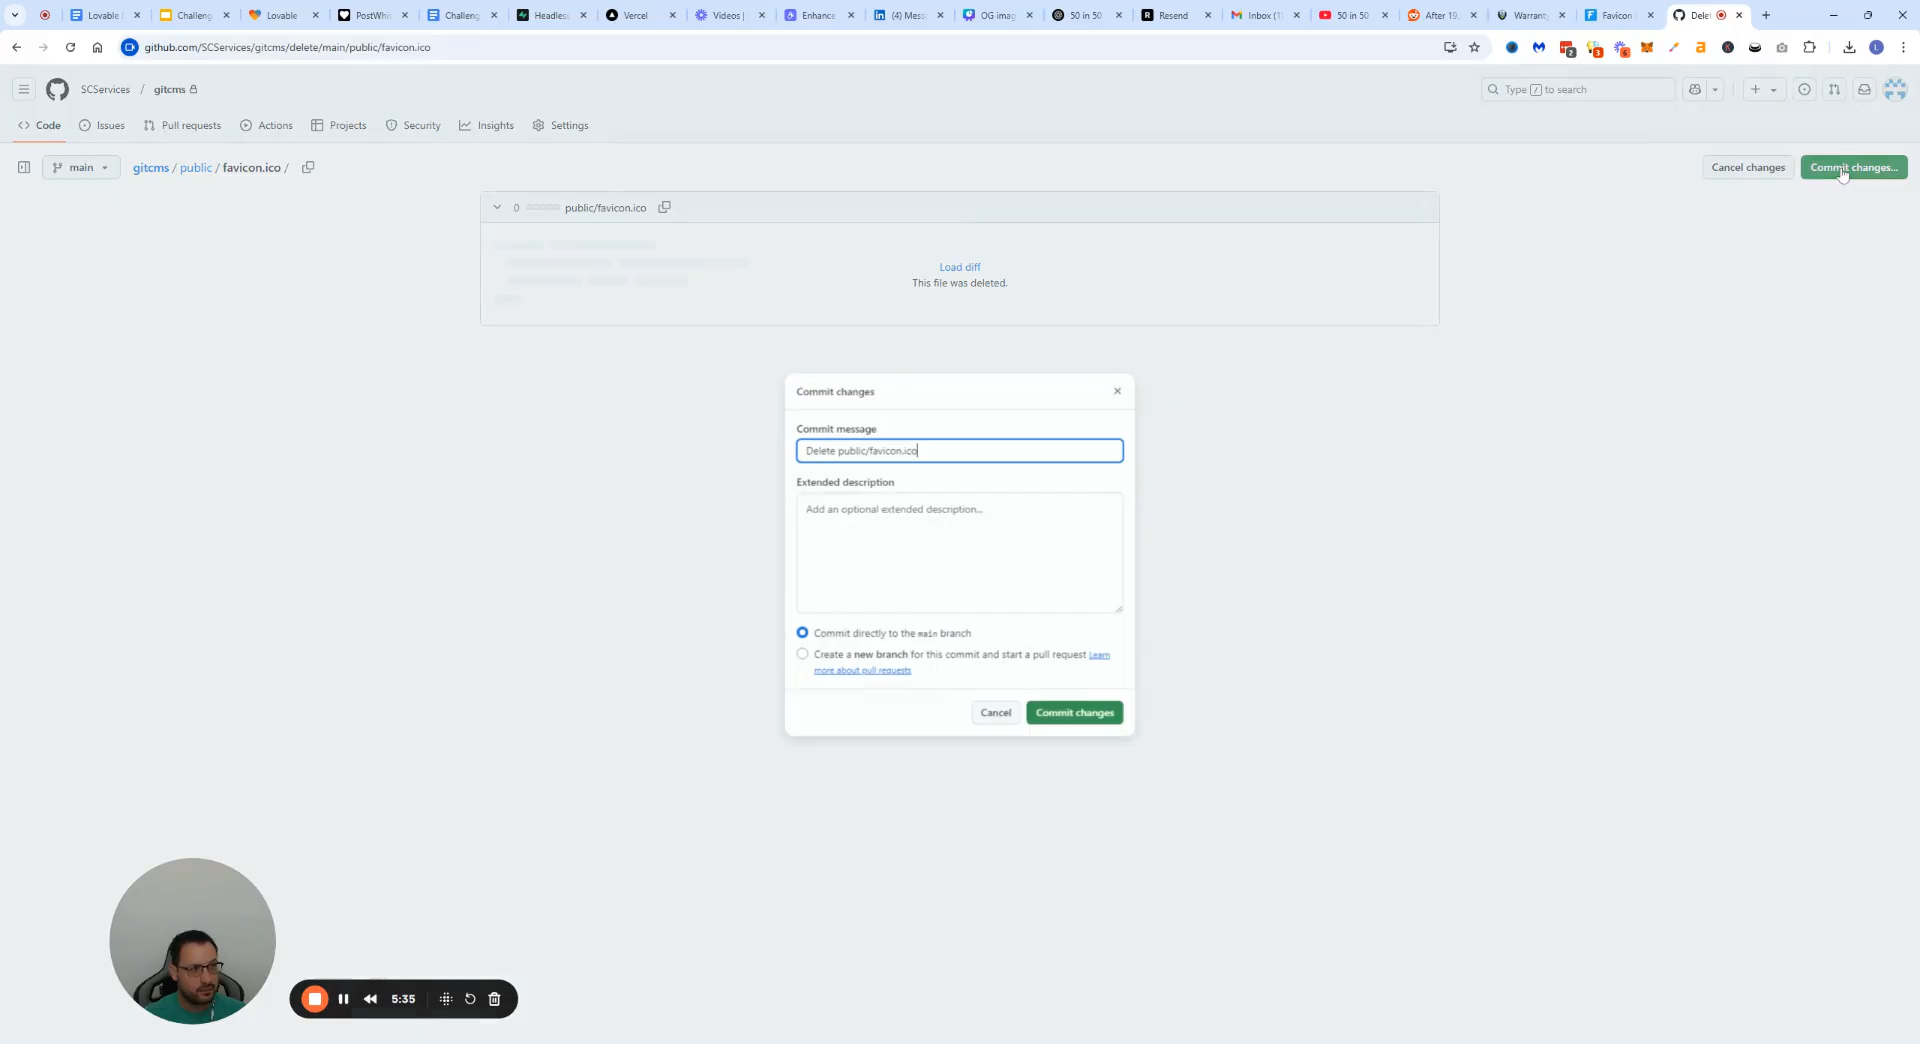 Lovable
Challeng
Lovable
PostWhis
Challeng
Headless
Vercel
Videos |
Enhance
(4) Mess
OG imag
50 in 50
Resend
Inbox (1
50 in 50
After 19,
Warranty
Favicon
Delet
github.com/SCServices/gitcms/delete/main/public/favicon.ico
SCServices / gitcms
Type / to search
Code
Issues
Pull requests
Actions
Projects
Security
Insights
Settings
main
gitcms / public / favicon.ico /
Cancel changes
Commit changes...
0 public/favicon.ico
Load diff
This file was deleted.
Commit changes
Commit message
Delete public/favicon.ico
Extended description
Add an optional extended description...
Commit directly to the main branch
Create a new branch for this commit and start a pull request Learn
more about pull requests
Cancel
Commit changes
5:35